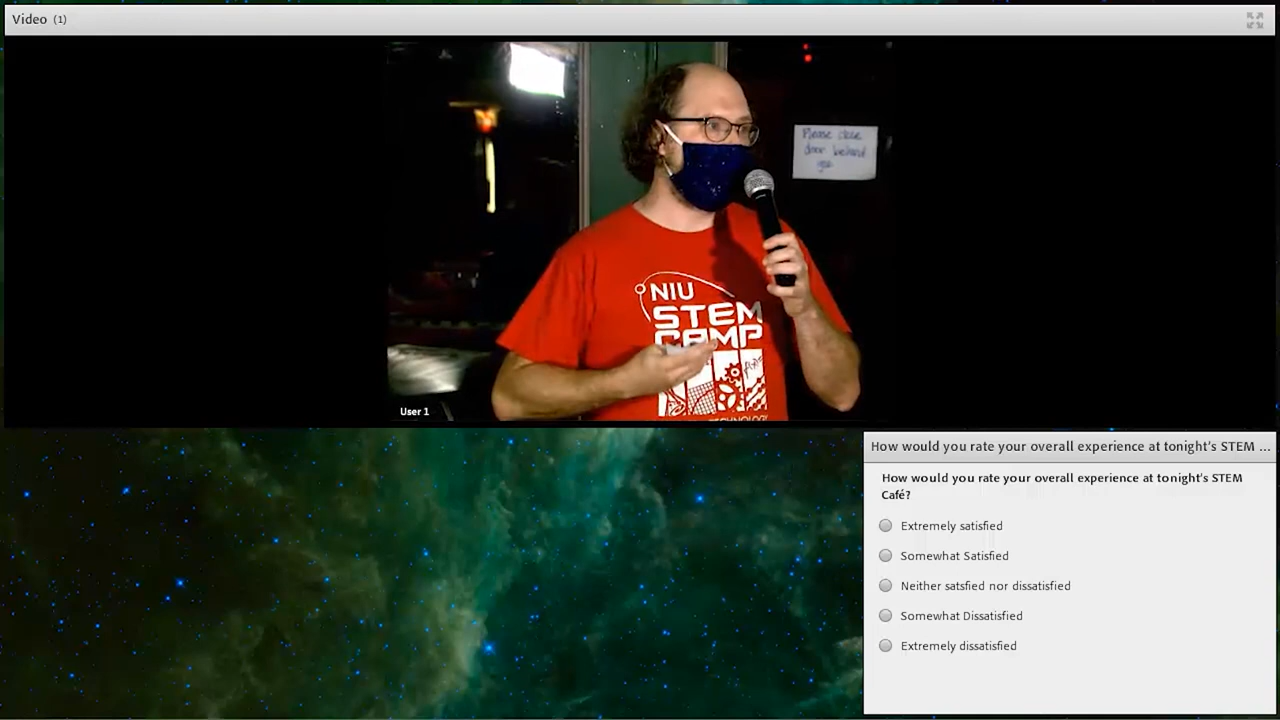 Video (1)
Please close
door behind
you
NIU
STEM
CAMP
TECHNOLOGY
User 1
How would you rate your overall experience at tonight's STEM ...
How would you rate your overall experience at tonight's STEM
Café?
Extremely satisfied
Somewhat Satisfied
Neither satsfied nor dissatisfied
Somewhat Dissatisfied
Extremely dissatisfied